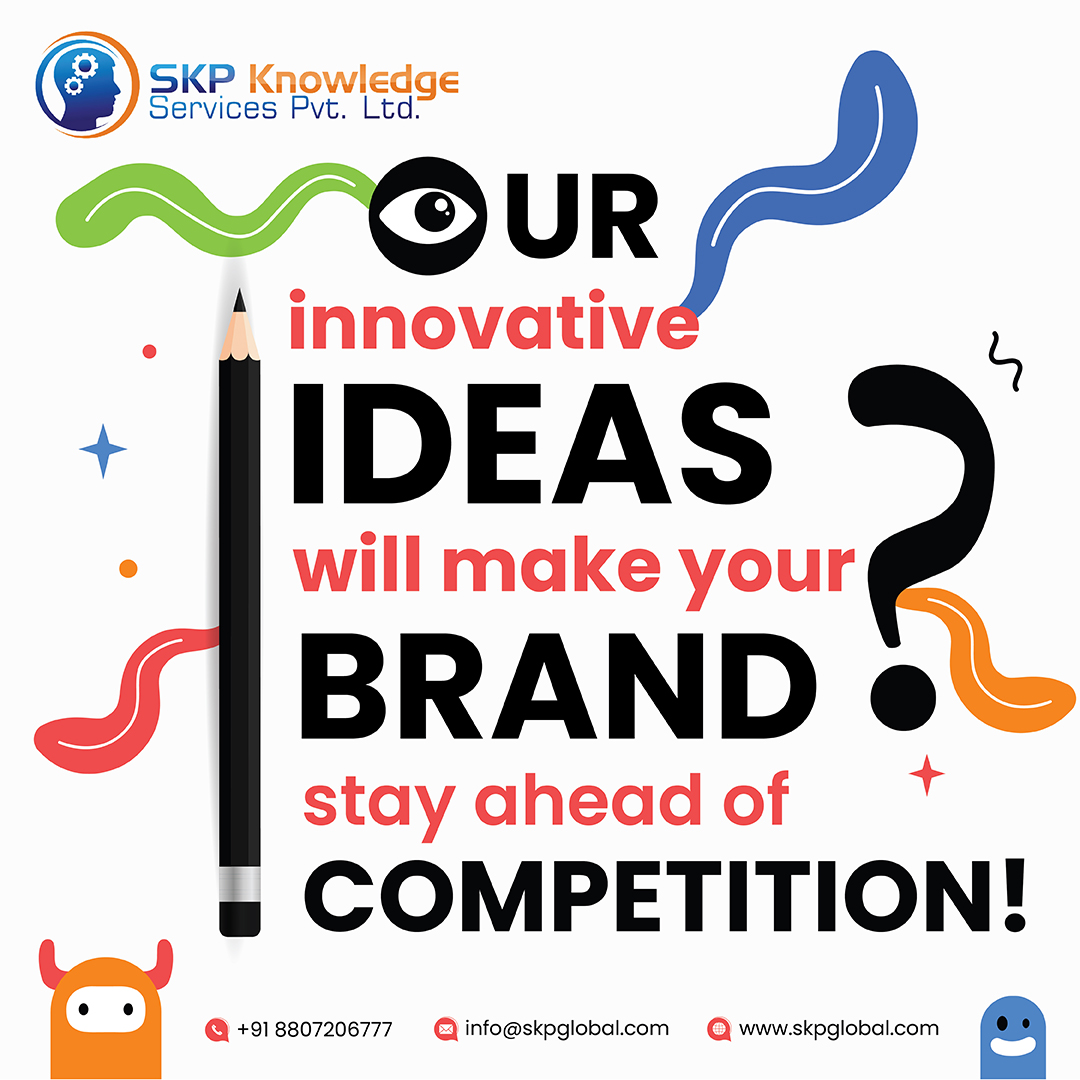 SKP Knowledge
Services Pvt. Ltd.
OUR
innovative
IDEAS
will make your
BRAND ?
stay ahead of
COMPETITION!
+91 8807206777 info@skpglobal.com www.skpglobal.com